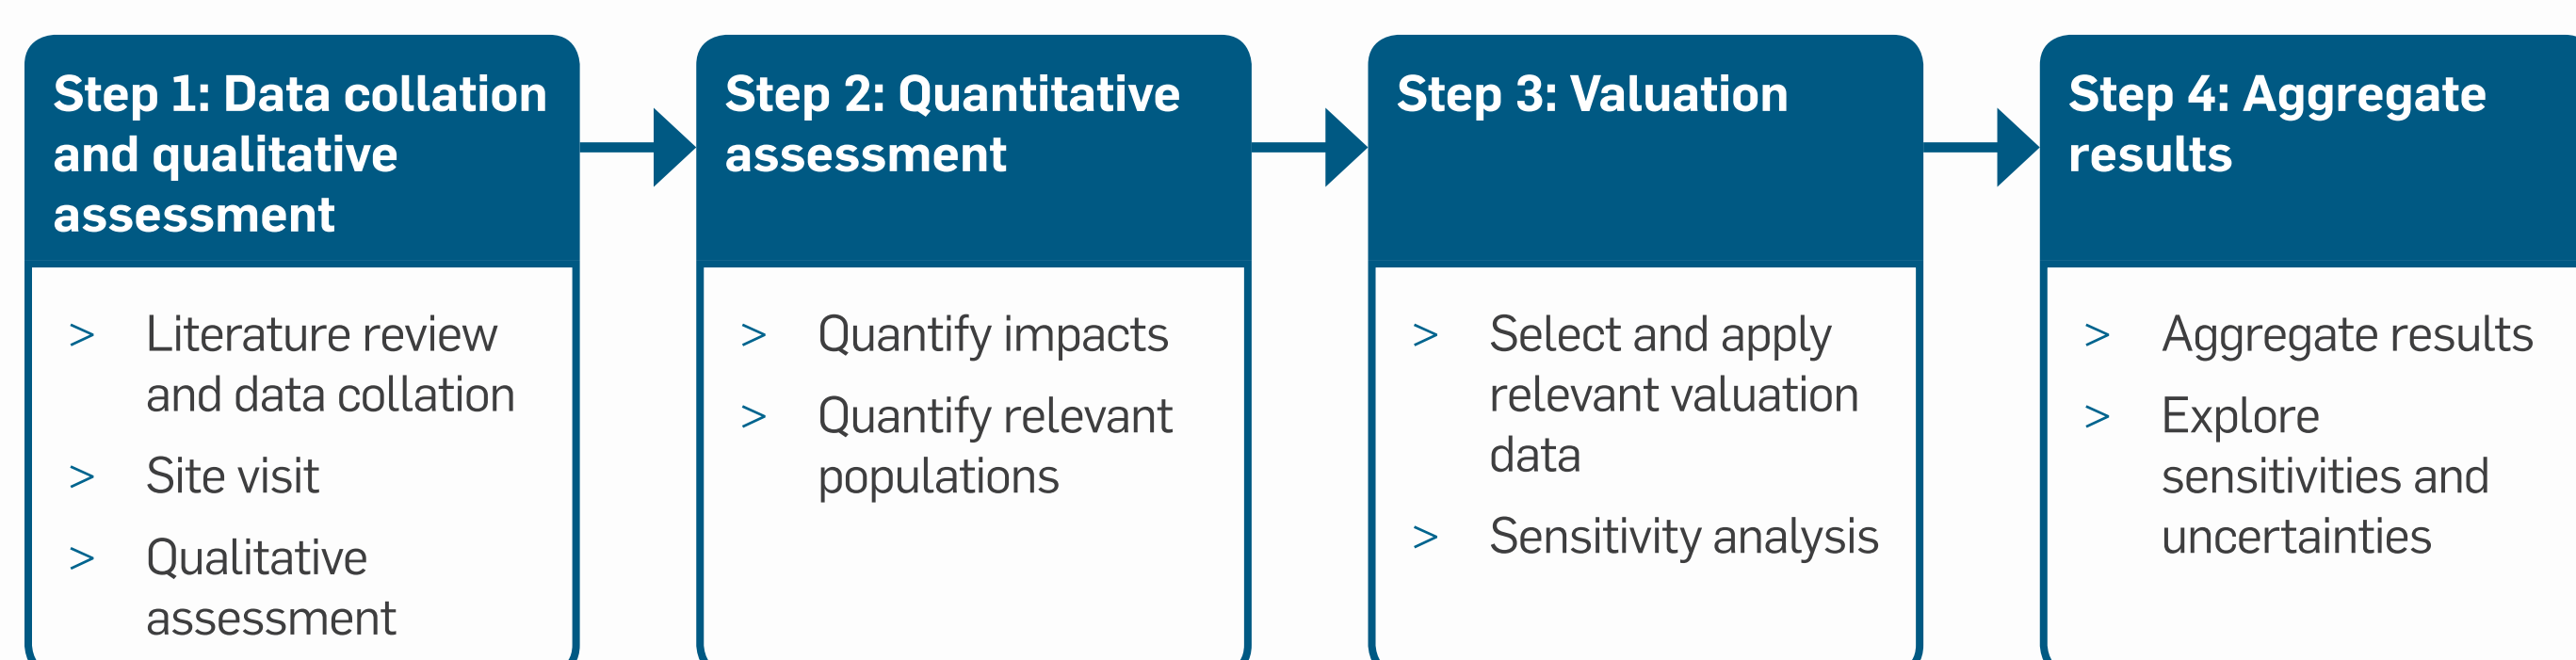 Step 1: Data collation
and qualitative
assessment
> Literature review
and data collation
> Site visit
> Qualitative
assessment
Step 2: Quantitative
assessment
> Quantify impacts
> Quantify relevant
populations
Step 3: Valuation
> Select and apply
relevant valuation
data
> Sensitivity analysis
Step 4: Aggregate
results
> Aggregate results
> Explore
sensitivities and
uncertainties